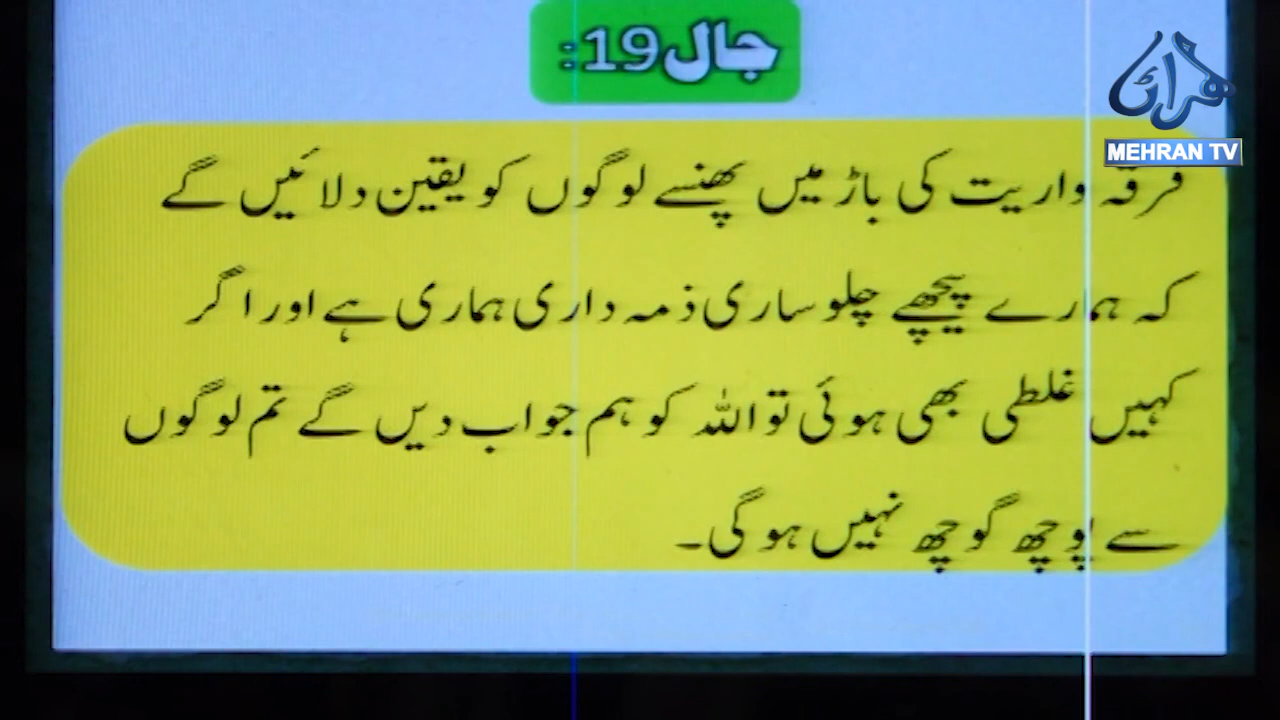 جال 19:
مہران
MEHRAN TV
فرقہ واریت کی باڑ میں پھنسے لوگوں کو یقین دلائیں گے
کہ ہمارے پیچھے چلو ساری ذمہ داری ہماری ہے اور اگر
کہیں غلطی بھی ہوئی تو اللہ کو ہم جواب دیں گے تم لوگوں
سے پوچھ گوچھ نہیں ہوگی۔